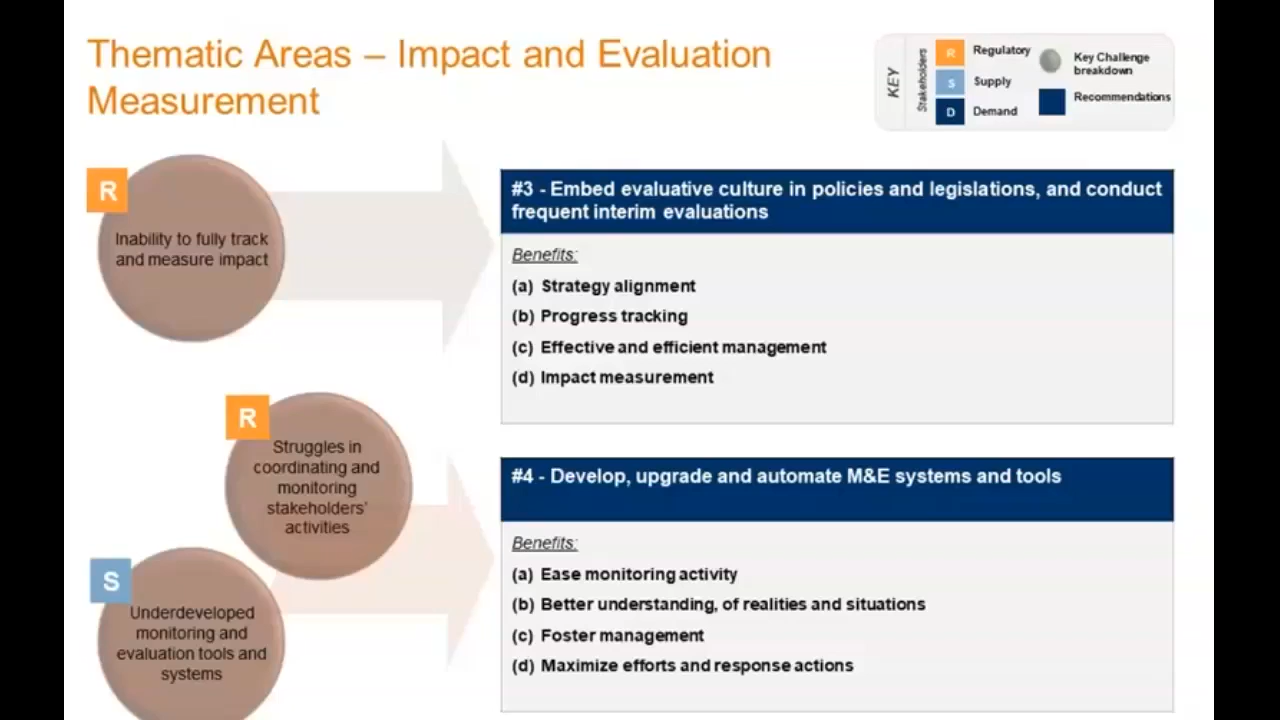 Thematic Areas – Impact and Evaluation
Measurement
KEY
Stakeholders
R Regulatory
S Supply
D Demand
Key Challenge
breakdown
Recommendations
R
Inability to fully track
and measure impact
#3 - Embed evaluative culture in policies and legislations, and conduct
frequent interim evaluations
Benefits:
(a) Strategy alignment
(b) Progress tracking
(c) Effective and efficient management
(d) Impact measurement
R
Struggles in
coordinating and
monitoring
stakeholders'
activities
S
Underdeveloped
monitoring and
evaluation tools and
systems
#4 - Develop, upgrade and automate M&E systems and tools
Benefits:
(a) Ease monitoring activity
(b) Better understanding, of realities and situations
(c) Foster management
(d) Maximize efforts and response actions